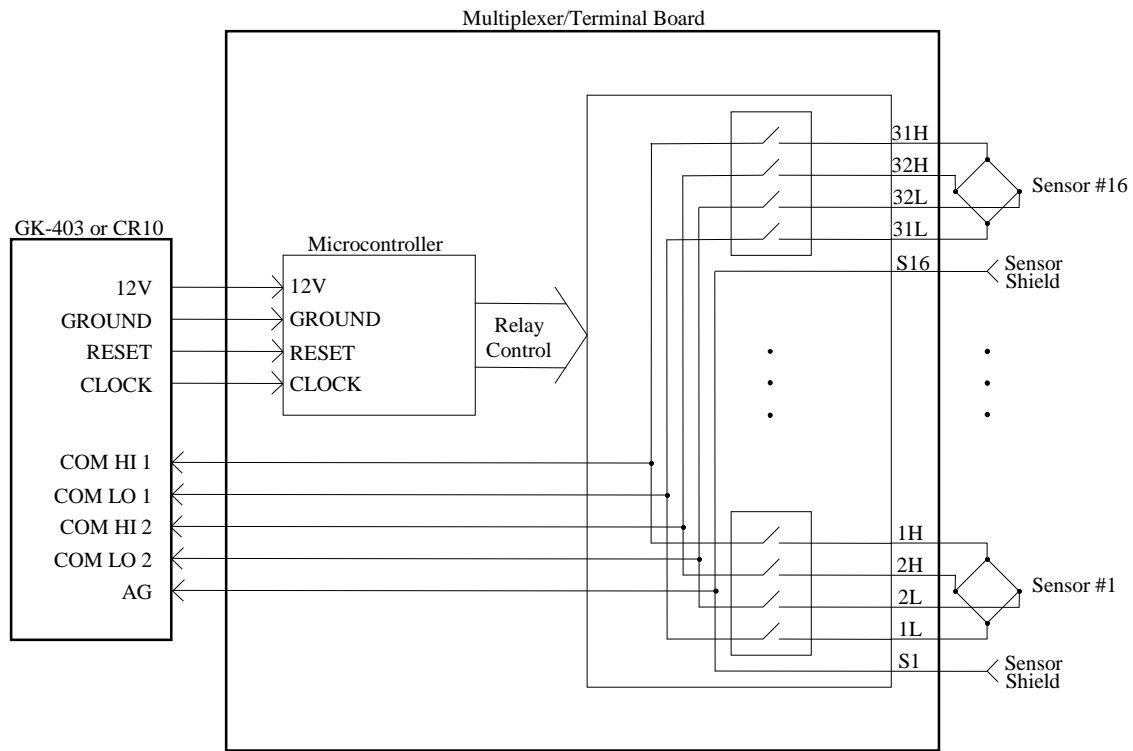 Multiplexer/Terminal Board
GK-403 or CR10
12V
GROUND
RESET
CLOCK
COM HI 1
COM LO 1
COM HI 2
COM LO 2
AG
Microcontroller
12V
GROUND
RESET
CLOCK
Relay
Control
31H
32H
32L
31L
S16
Sensor #16
Sensor
Shield
1H
2H
2L
1L
S1
Sensor #1
Sensor
Shield